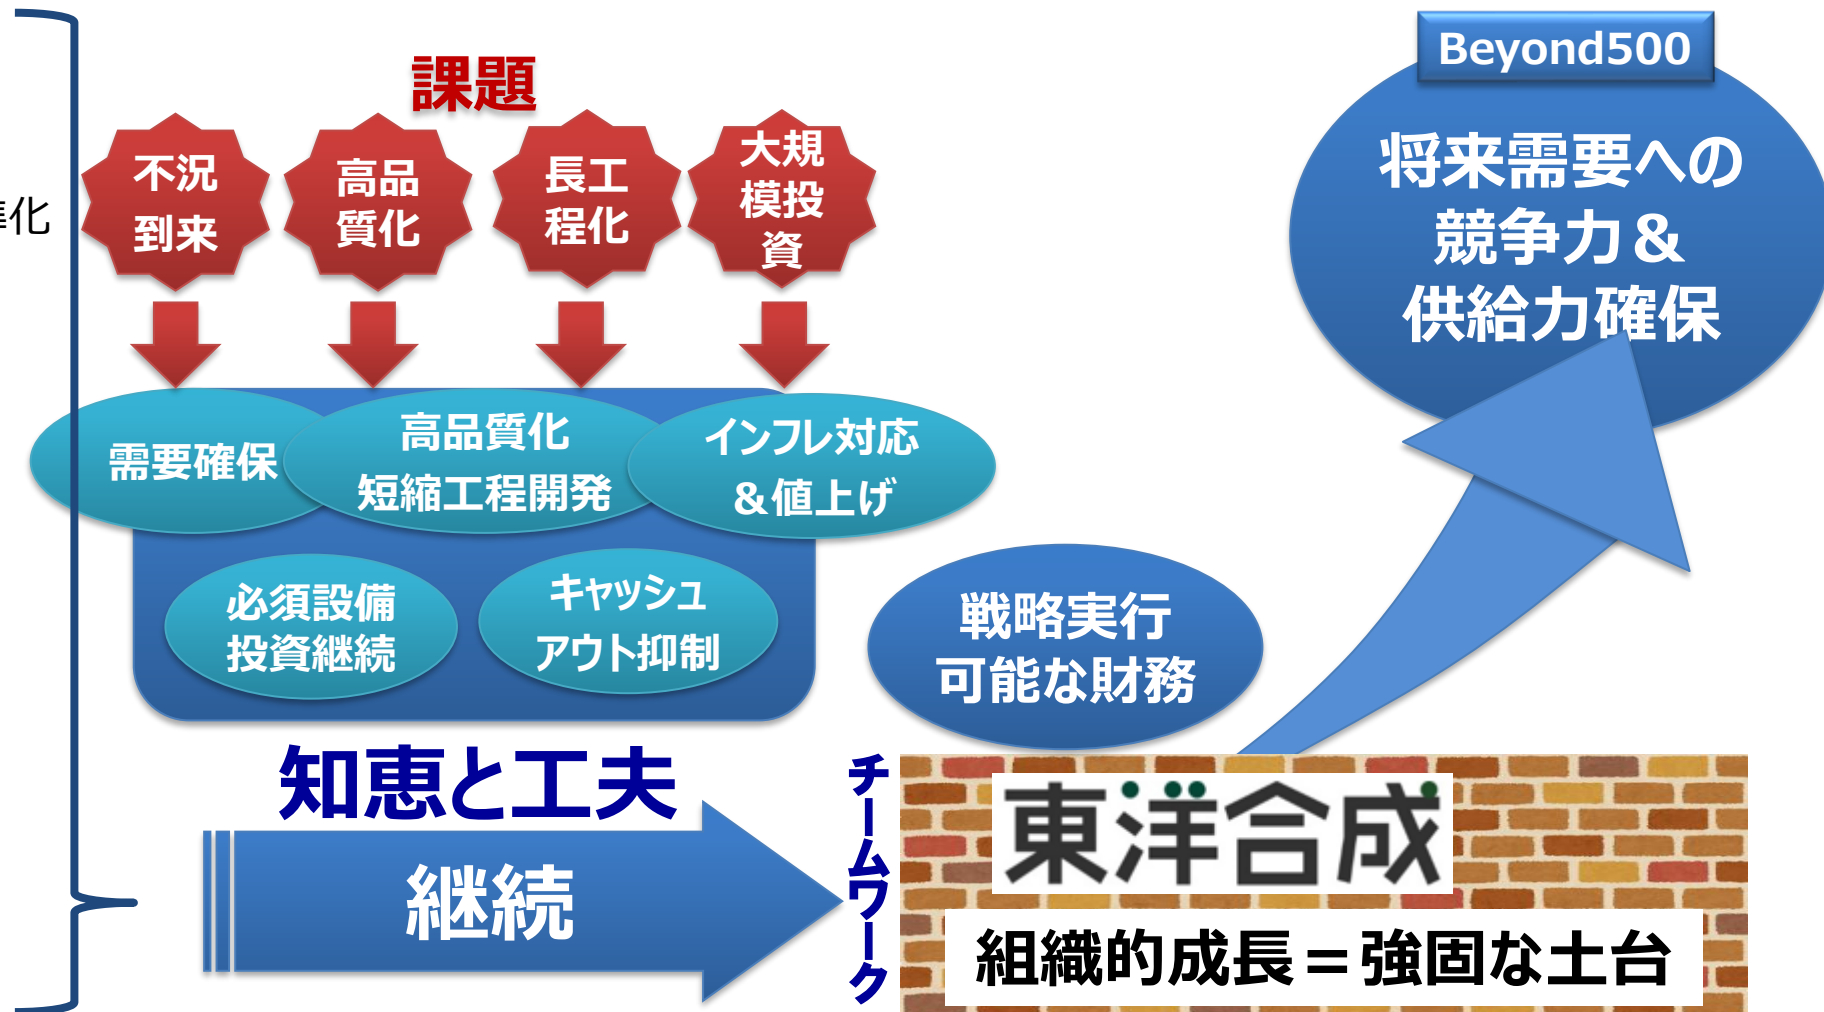 Beyond500
課題
不況
到来
高品
質化
長工
程化
大規
模投
資
将来需要への
競争力＆
供給力確保
化
需要確保
高品質化
短縮工程開発
インフレ対応
＆値上げ
必須設備
投資継続
キャッシュ
アウト抑制
戦略実行
可能な財務
知恵と工夫
継続
チームワーク
東洋合成
組織的成長＝強固な土台